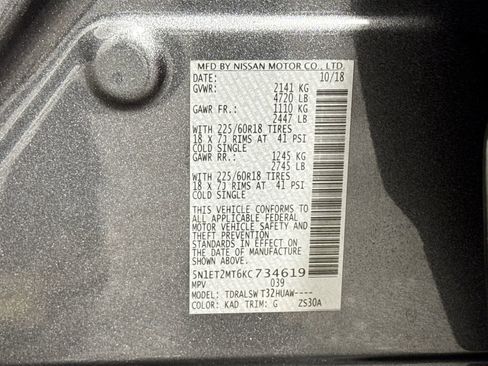 MFD BY NISSAN MOTOR CO., LTD.
DATE: 10/18
GVWR: 2141 KG
4720 LB
GAWR FR.: 1110 KG
2447 LB
WITH 225/60R18 TIRES
18 X 7J RIMS AT 41 PSI
COLD SINGLE
GAWR RR.: 1245 KG
2745 LB
WITH 225/60R18 TIRES
18 X 7J RIMS AT 41 PSI
COLD SINGLE
THIS VEHICLE CONFORMS TO
ALL APPLICABLE FEDERAL
MOTOR VEHICLE SAFETY AND
THEFT PREVENTION
STANDARDS IN EFFECT ON
THE DATE OF MANUFACTURE
SHOWN ABOVE.
5N1ET2MT6KC734619
MPV 039
MODEL: TDRALSW T32HUAW----
COLOR: KAD TRIM: G ZS30A